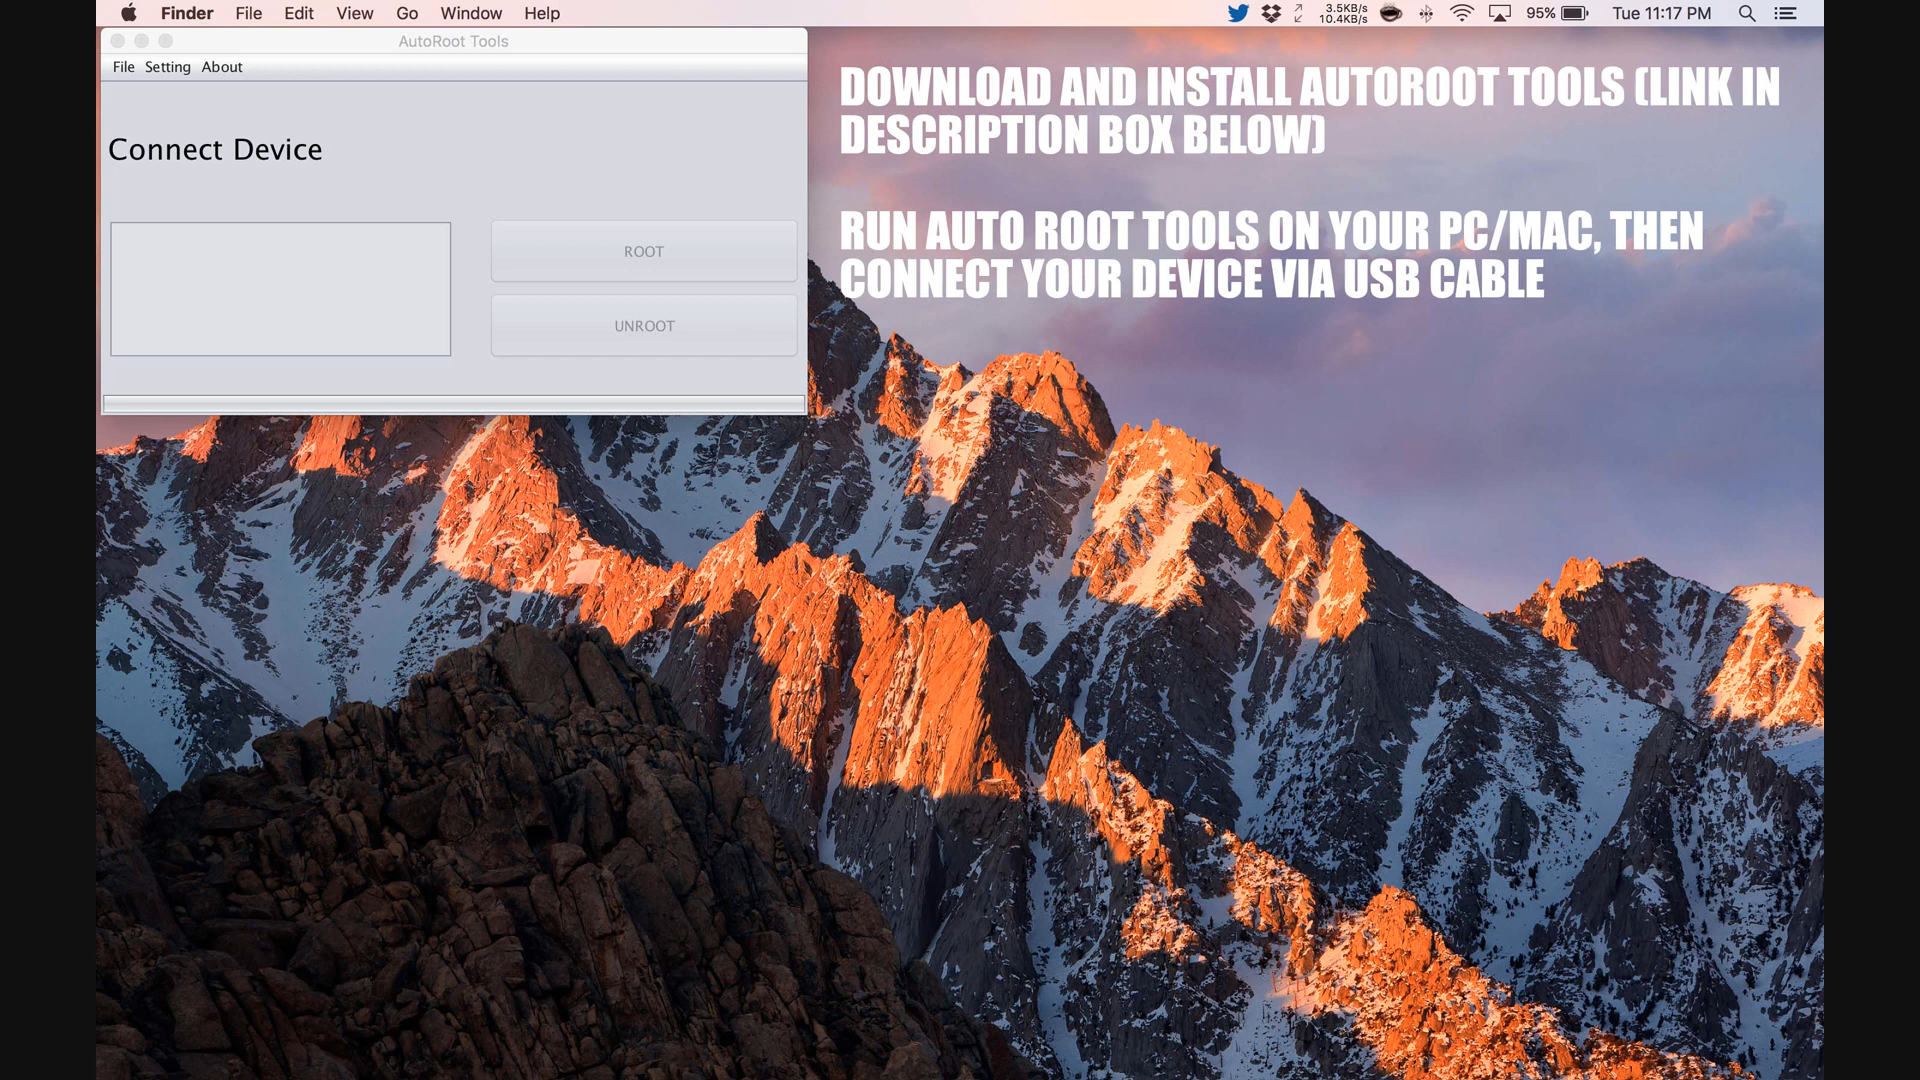 Finder File Edit View Go Window Help 3.5KB/s 95% Tue 11:17 PM
10.4KB/s
AutoRoot Tools
File Setting About
Connect Device
ROOT
UNROOT
DOWNLOAD AND INSTALL AUTOROOT TOOLS (LINK IN
DESCRIPTION BOX BELOW)
RUN AUTO ROOT TOOLS ON YOUR PC/MAC, THEN
CONNECT YOUR DEVICE VIA USB CABLE